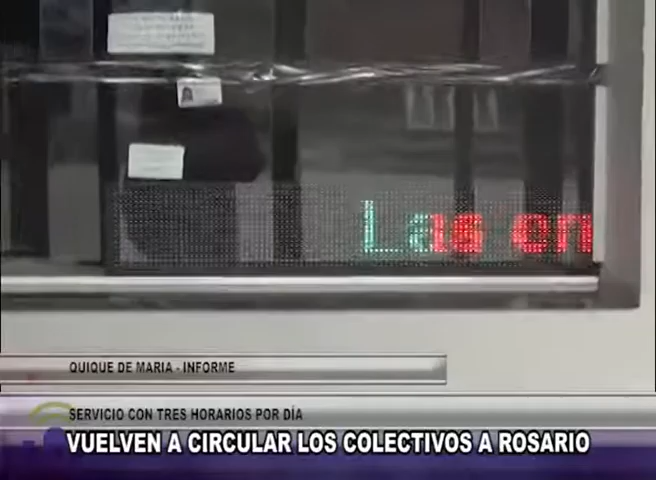 Las en
QUIQUE DE MARIA - INFORME
SERVICIO CON TRES HORARIOS POR DÍA
VUELVEN A CIRCULAR LOS COLECTIVOS A ROSARIO